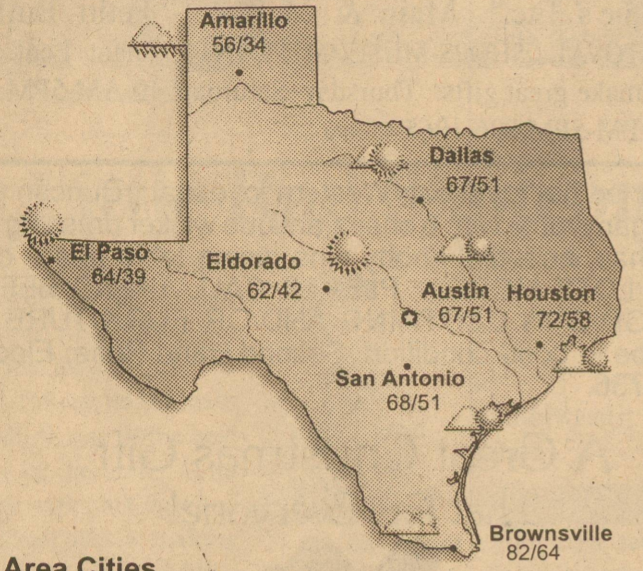 Amarillo
56/34
Dallas
67/51
El Paso
64/39
Eldorado
62/42
Austin
67/51
Houston
72/58
San Antonio
68/51
Brownsville
82/64
Area Cities